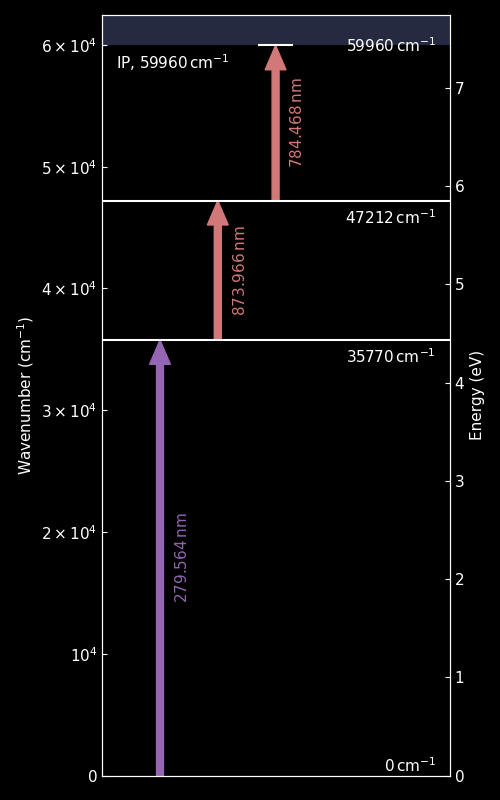 6 × 10⁴
59960 cm⁻¹
IP, 59960 cm⁻¹
7
784.468 nm
5 × 10⁴
6
47212 cm⁻¹
873.966 nm
5
4 × 10⁴
35770 cm⁻¹
Wavenumber (cm⁻¹)
Energy (eV)
4
3 × 10⁴
3
279.564 nm
2 × 10⁴
2
10⁴
1
0 cm⁻¹
0
0